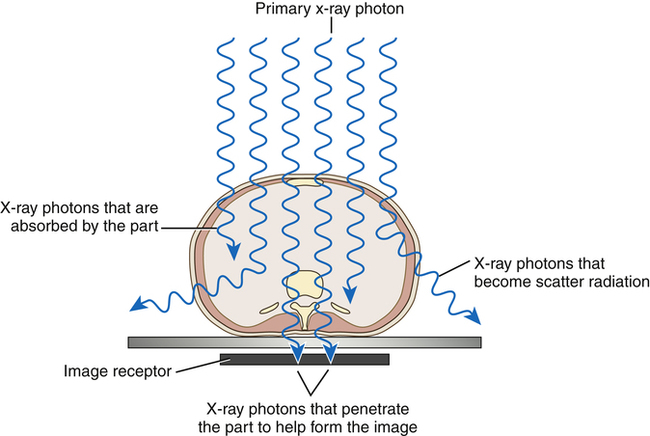 Primary x-ray photon
X-ray photons that are
absorbed by the part
X-ray photons that
become scatter radiation
Image receptor
X-ray photons that penetrate
the part to help form the image